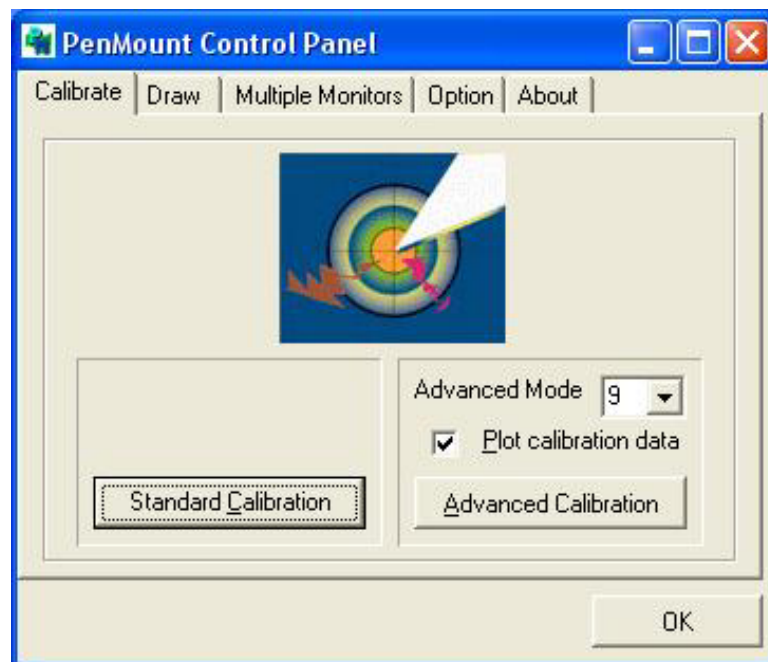 PenMount Control Panel
Calibrate Draw Multiple Monitors Option About
Advanced Mode 9
Plot calibration data
Standard Calibration Advanced Calibration
OK